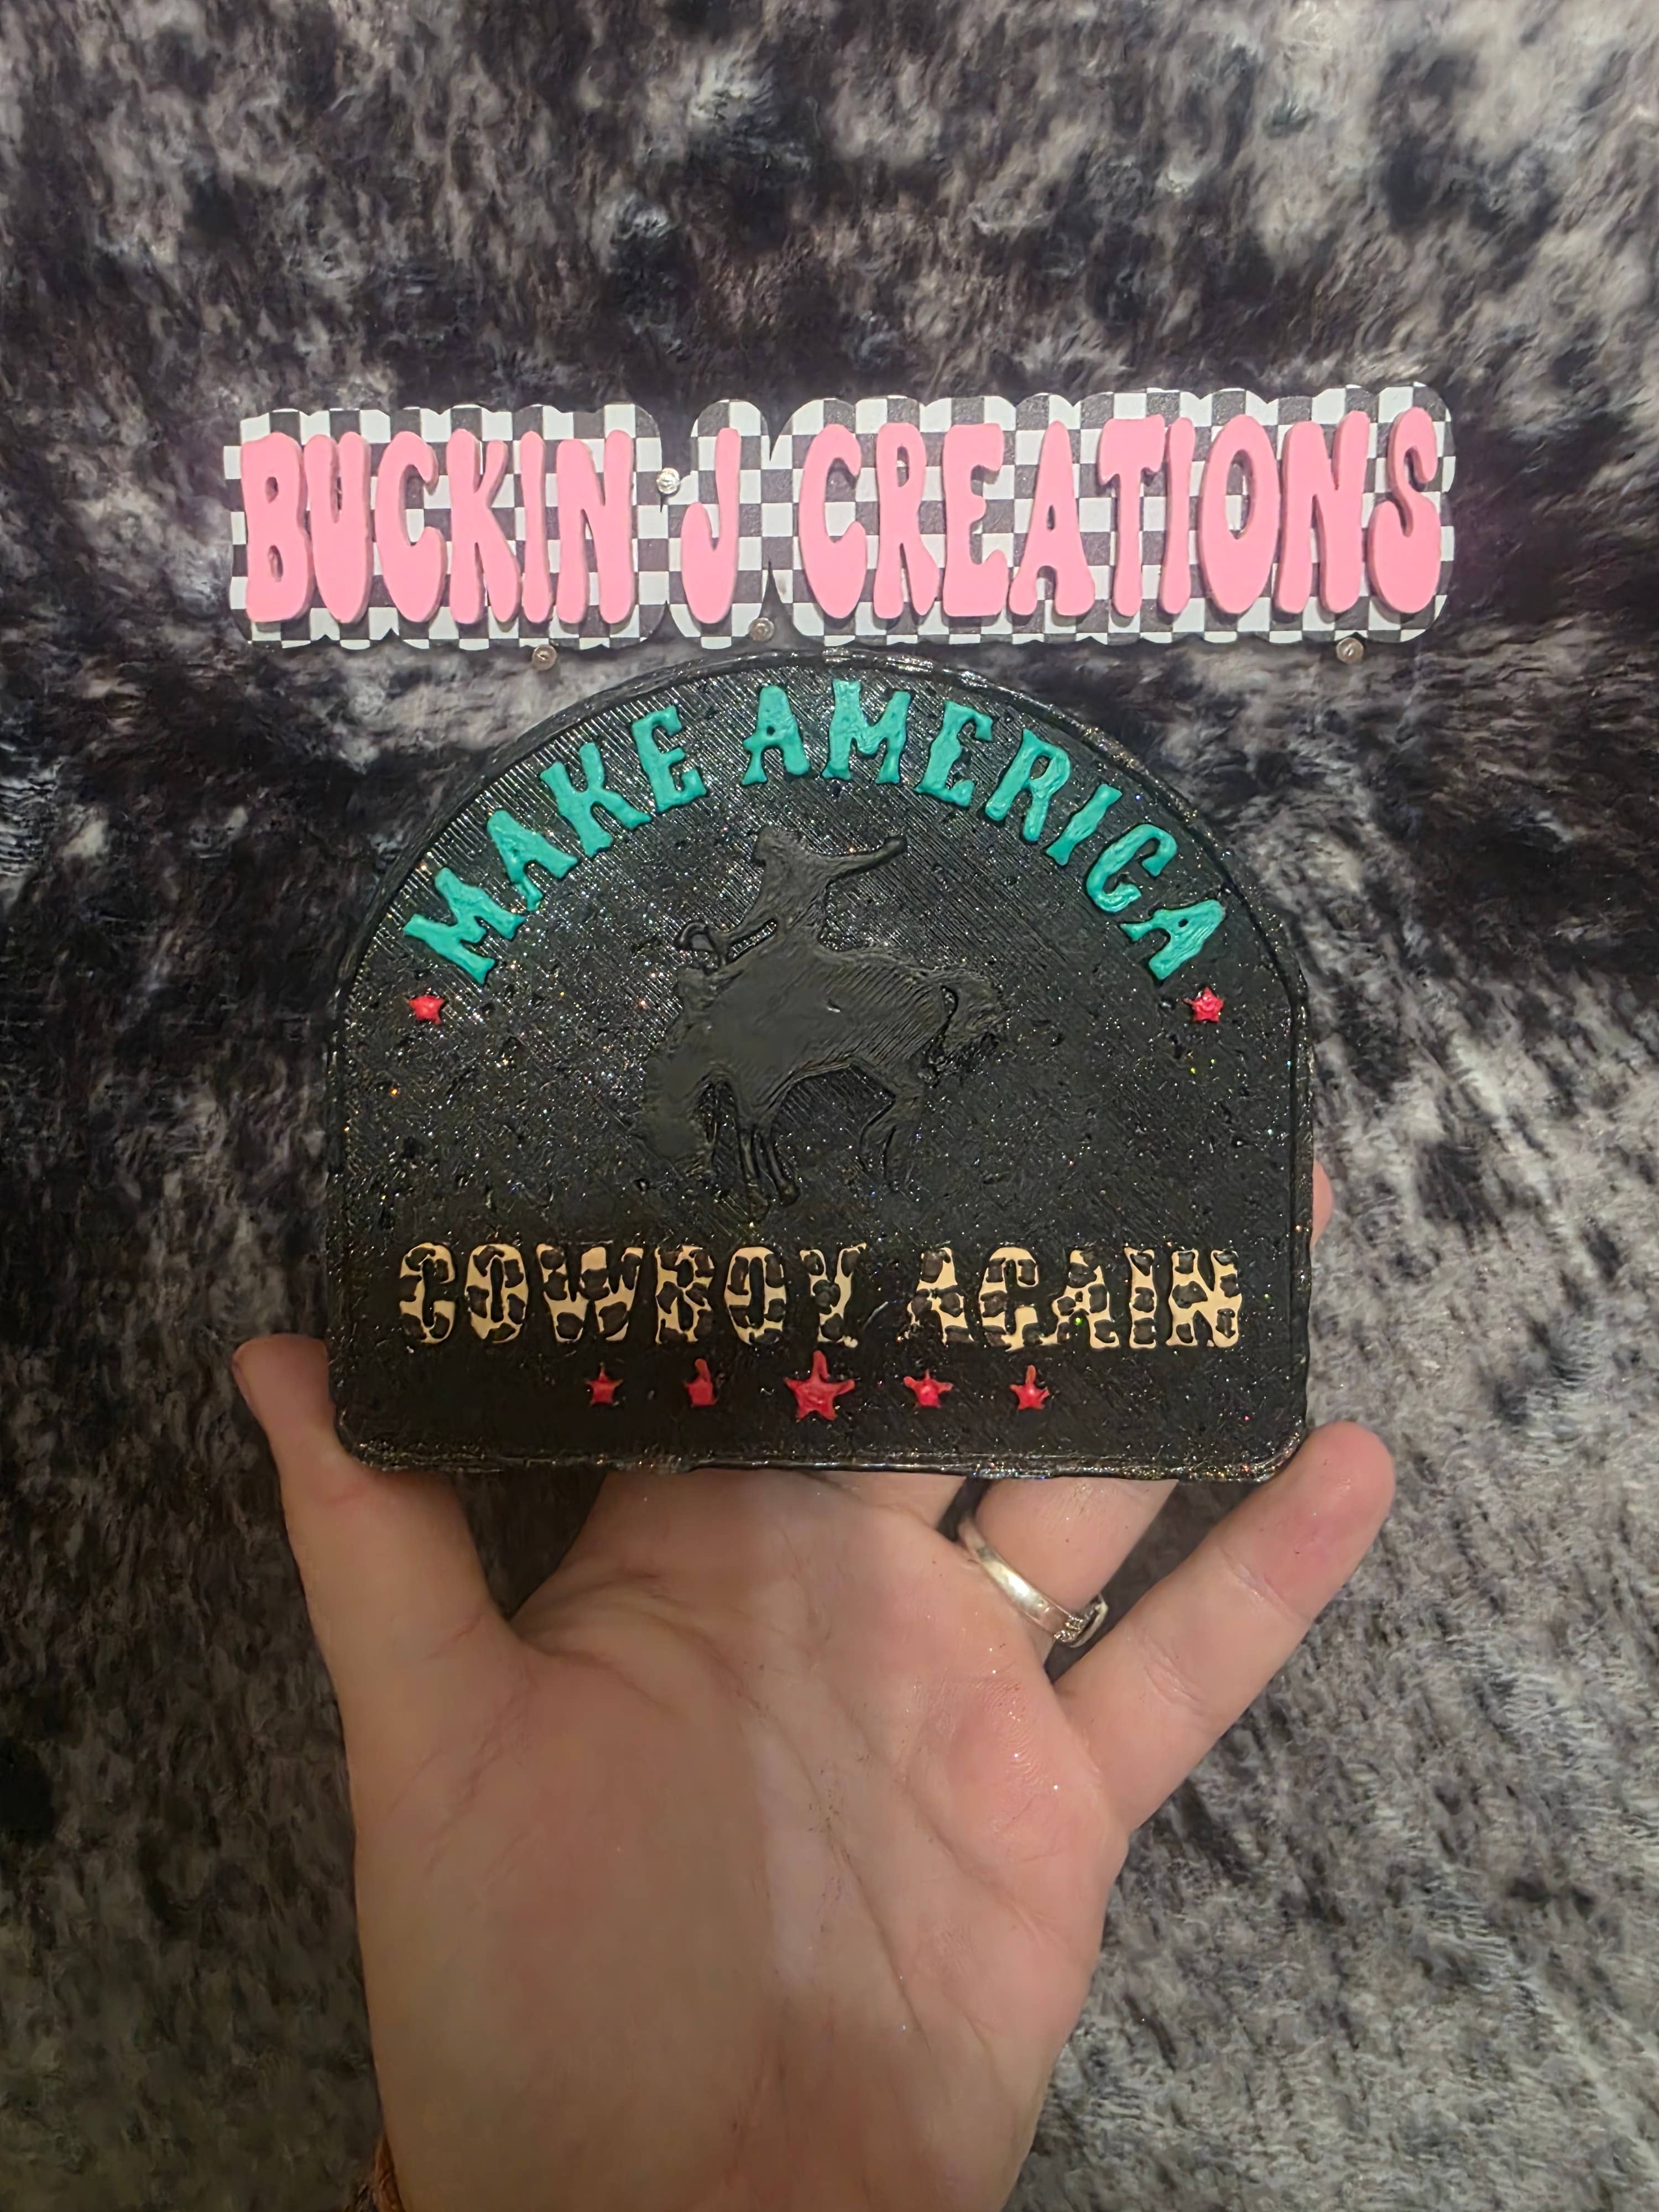 BUCKIN J CREATIONS
MAKE AMERICA
COWBOY AGAIN